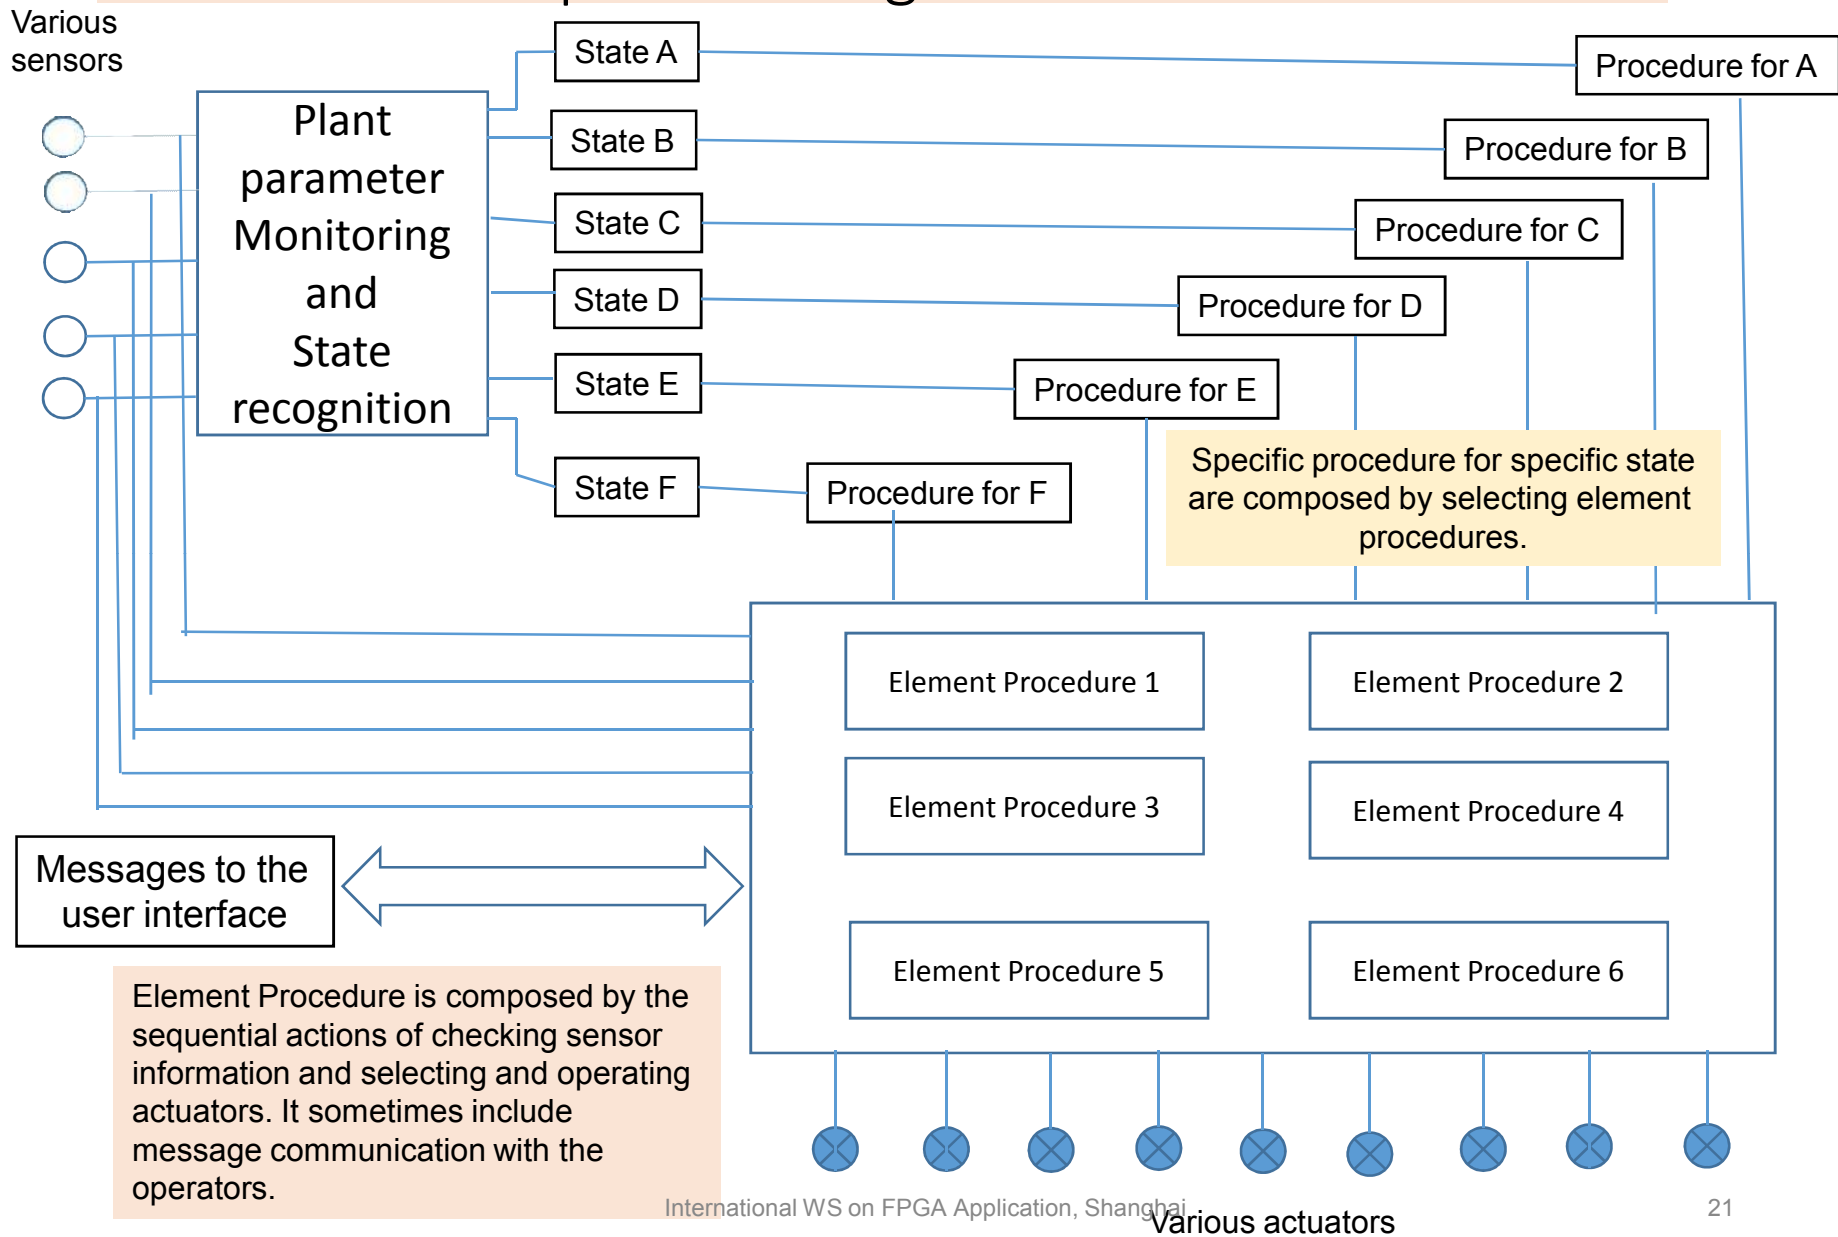 Various
sensors
State A
Procedure for A
Plant
parameter
Monitoring
and
State
recognition
State B
Procedure for B
State C
Procedure for C
State D
Procedure for D
State E
Procedure for E
State F
Procedure for F
Specific procedure for specific state
are composed by selecting element
procedures.
Element Procedure 1
Element Procedure 2
Element Procedure 3
Element Procedure 4
Messages to the
user interface
Element Procedure 5
Element Procedure 6
Element Procedure is composed by the
sequential actions of checking sensor
information and selecting and operating
actuators. It sometimes include
message communication with the
operators.
International WS on FPGA Application, Shanghai
21
Various actuators